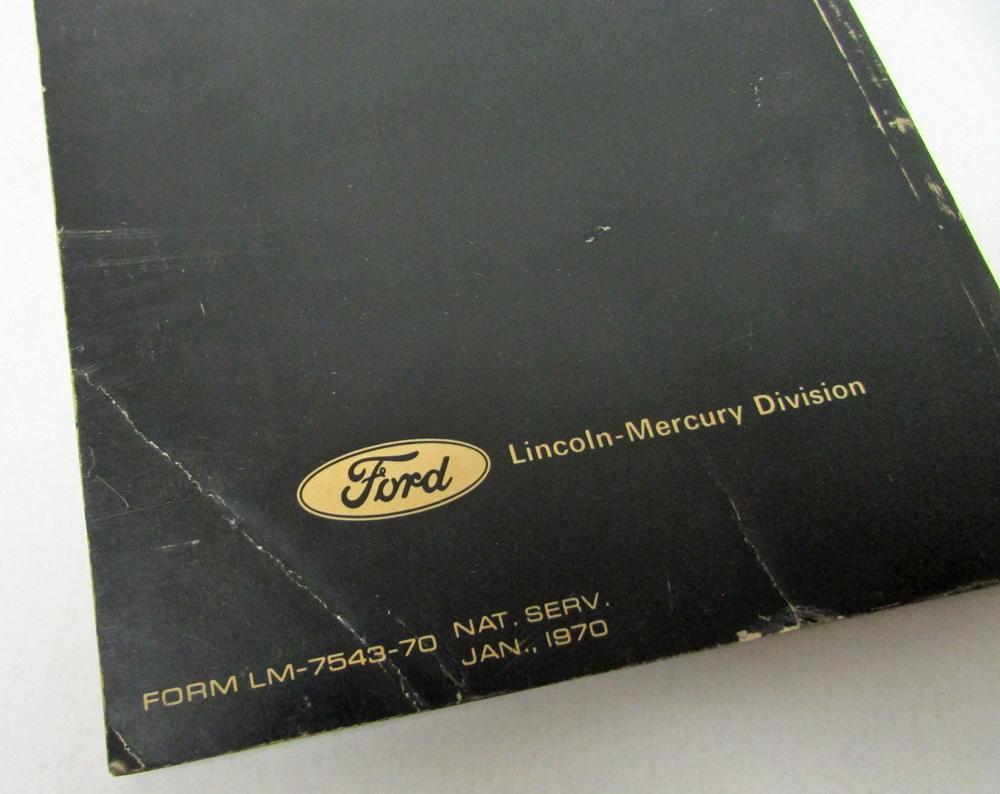 Ford Lincoln-Mercury Division
FORM LM-7543-70 NAT. SERV.
JAN., 1970